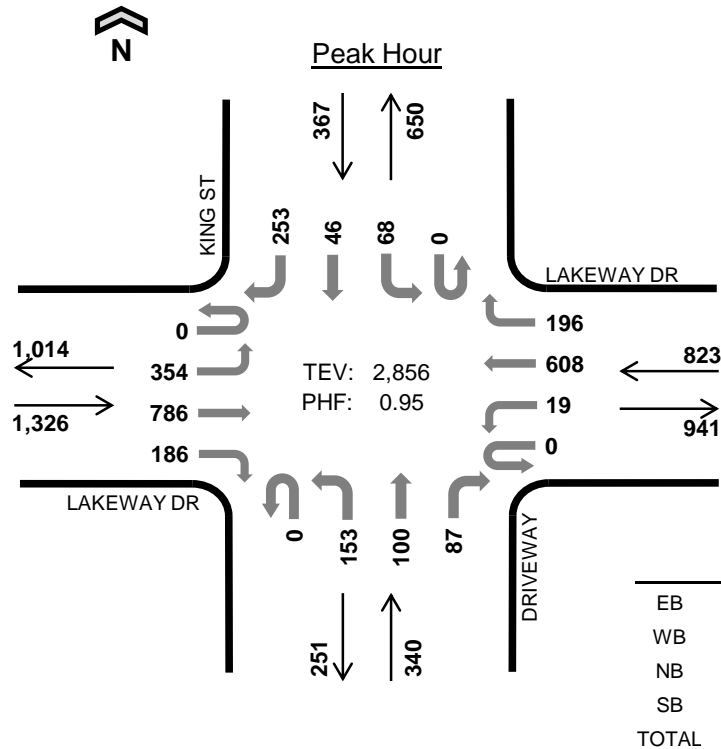 N
Peak Hour
367
650
KING ST
253
46
68
0
LAKEWAY DR
0
196
1,014
354
TEV: 2,856
608
823
1,326
786
PHF: 0.95
19
941
186
0
LAKEWAY DR
0
153
100
87
DRIVEWAY
251
340
EB
WB
NB
SB
TOTAL